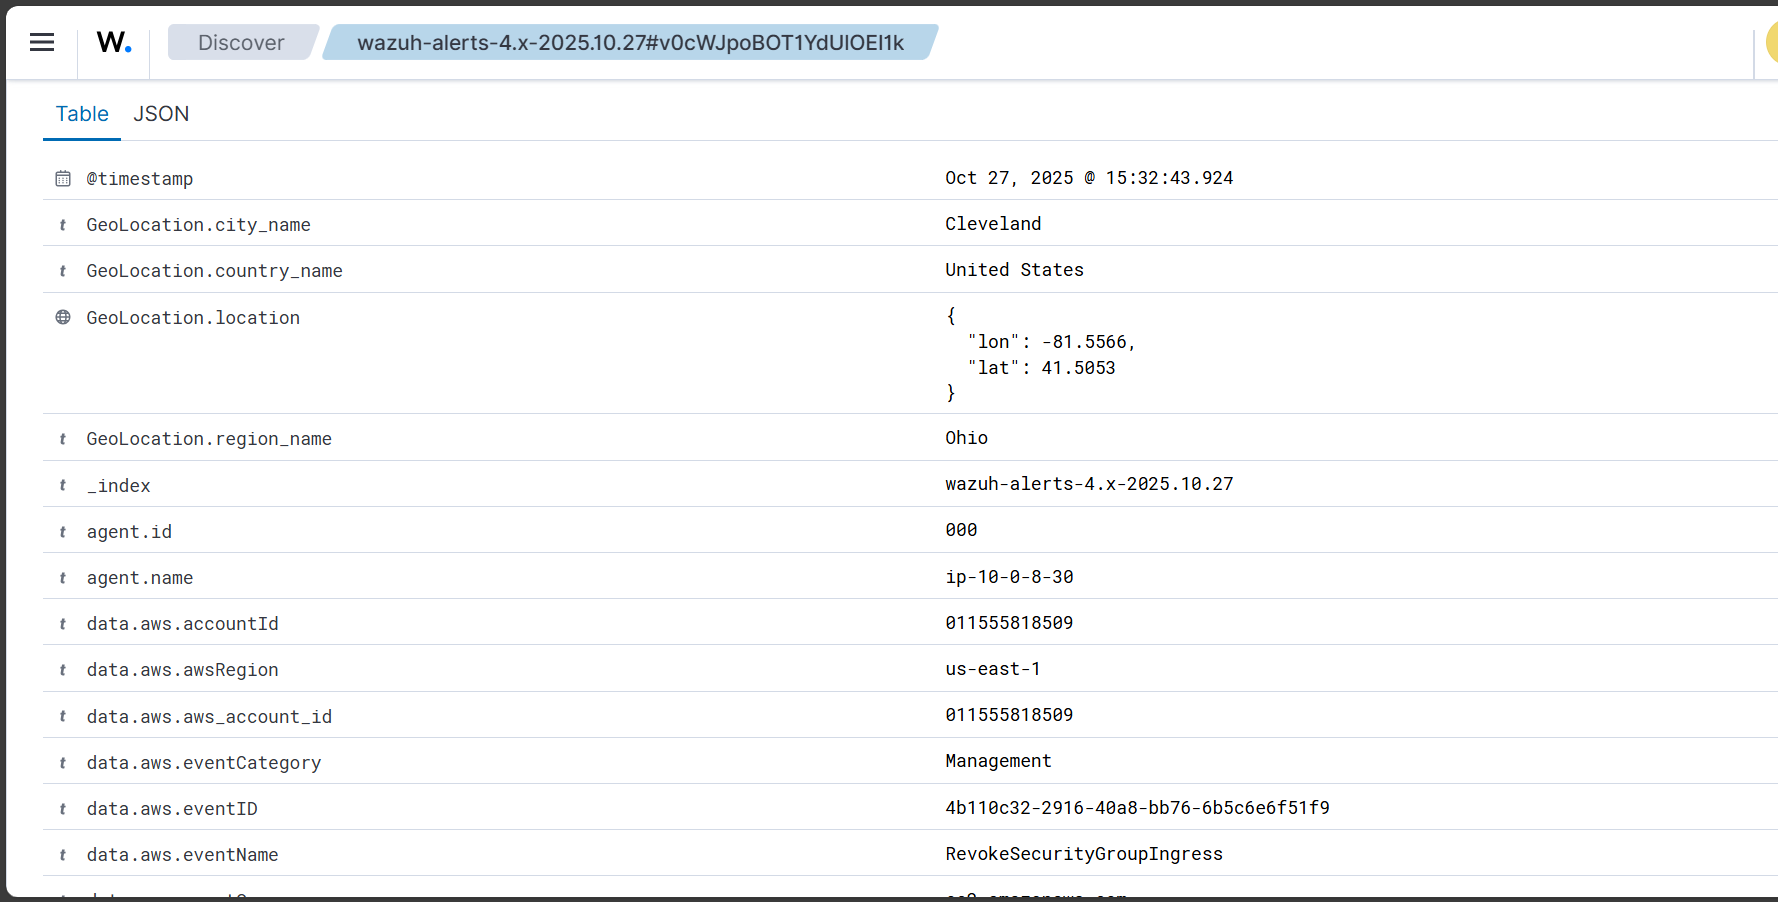 W.
Discover
wazuh-alerts-4.x-2025.10.27#v0cWJpoBOT1YdUlOEI1k
Table JSON
@timestamp Oct 27, 2025 @ 15:32:43.924
t GeoLocation.city_name Cleveland
t GeoLocation.country_name United States
GeoLocation.location {
"lon": -81.5566,
"lat": 41.5053
}
t GeoLocation.region_name Ohio
t _index wazuh-alerts-4.x-2025.10.27
t agent.id 000
t agent.name ip-10-0-8-30
t data.aws.accountId 011555818509
t data.aws.awsRegion us-east-1
t data.aws.aws_account_id 011555818509
t data.aws.eventCategory Management
t data.aws.eventID 4b110c32-2916-40a8-bb76-6b5c6e6f51f9
t data.aws.eventName RevokeSecurityGroupIngress